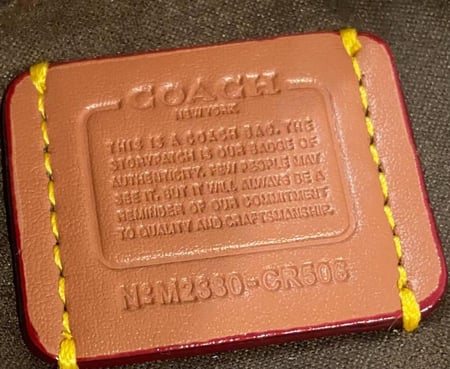 COACH
NEW YORK
THIS IS A COACH BAG. THE
STORYPATCH IS OUR BADGE OF
AUTHENTICITY. FEW PEOPLE MAY
SEE IT. BUT IT WILL ALWAYS BE A
REMINDER OF OUR COMMITMENT
TO QUALITY AND CRAFTSMANSHIP.
Nº M2380-CR508